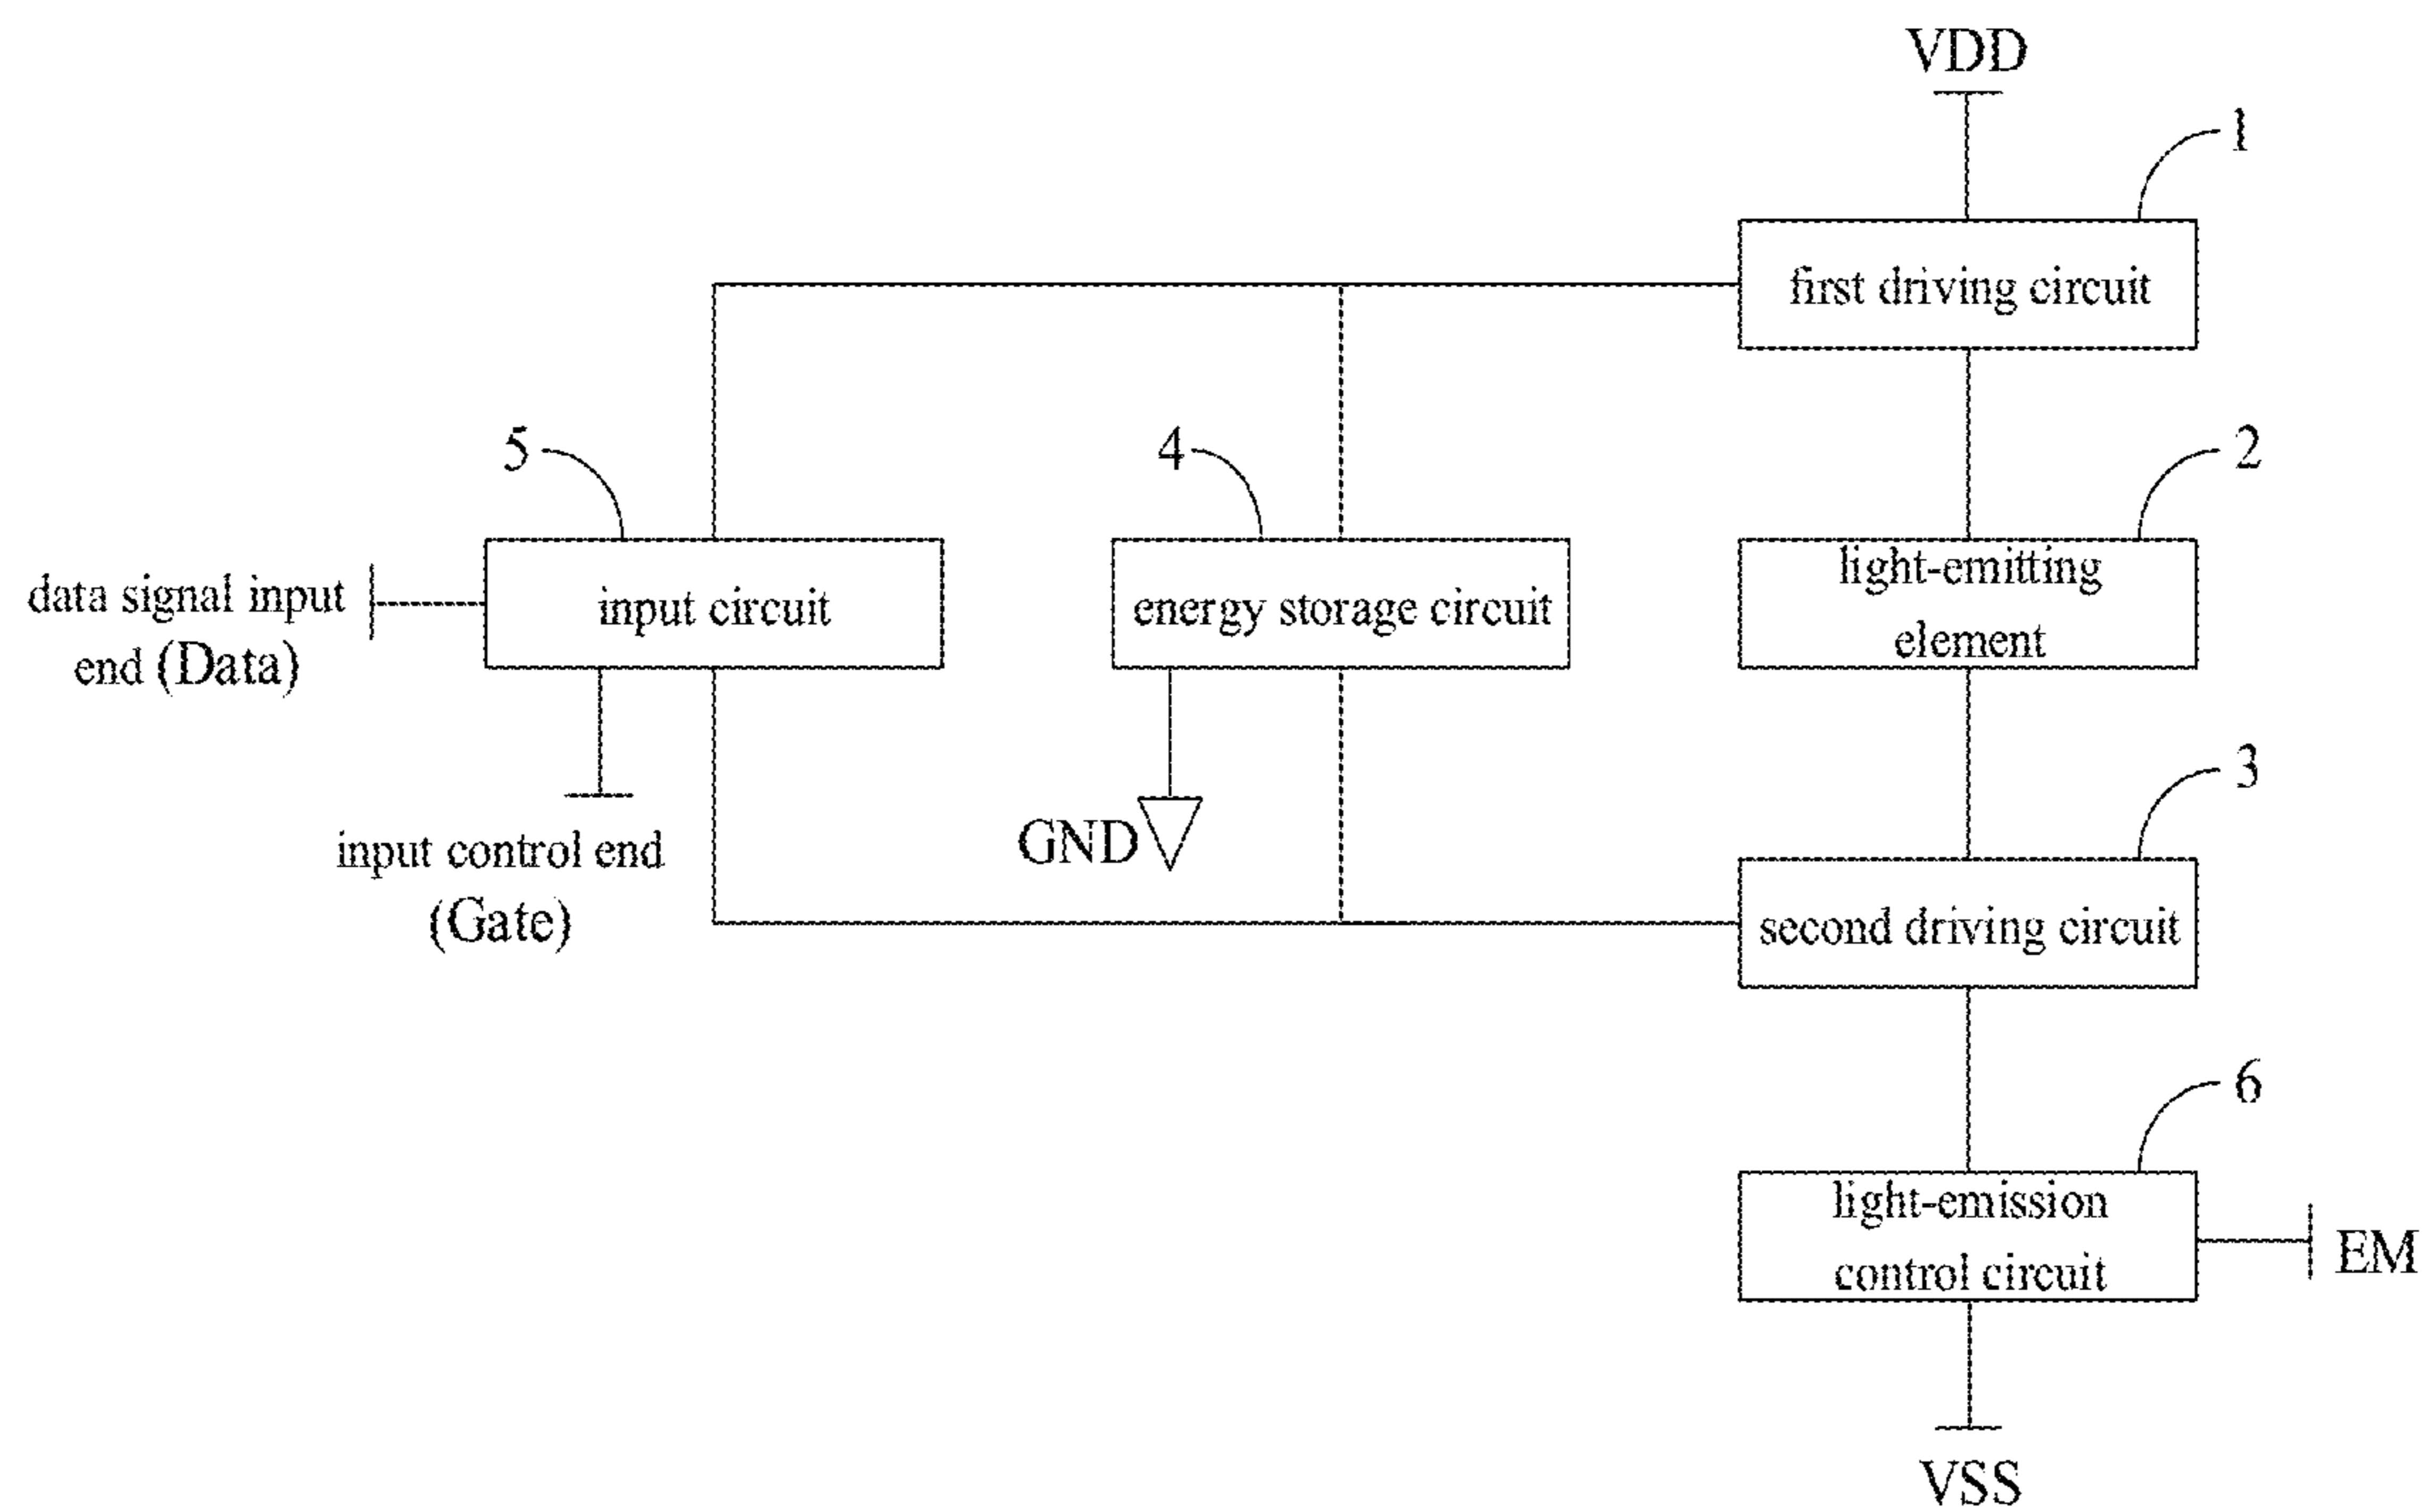 VDD
1
first driving circuit
5
4
2
data signal input
end (Data)
input circuit
energy storage circuit
light-emitting
element
3
input control end
(Gate)
GND
second driving circuit
6
light-emission
control circuit
EM
VSS